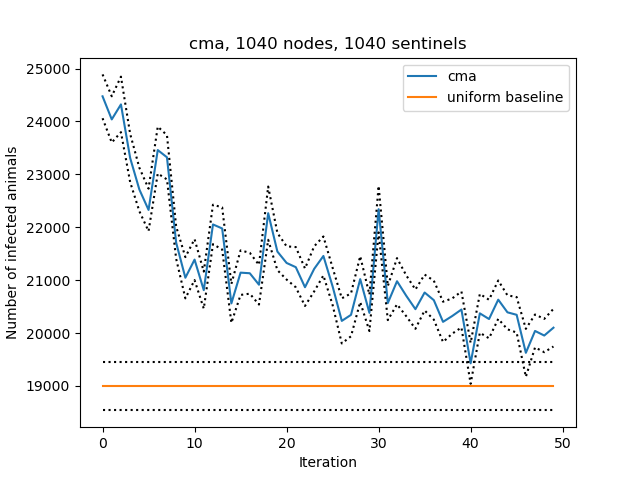 cma, 1040 nodes, 1040 sentinels
25000
24000
23000
22000
21000
20000
19000
Number of infected animals
cma
uniform baseline
0 10 20 30 40 50
Iteration